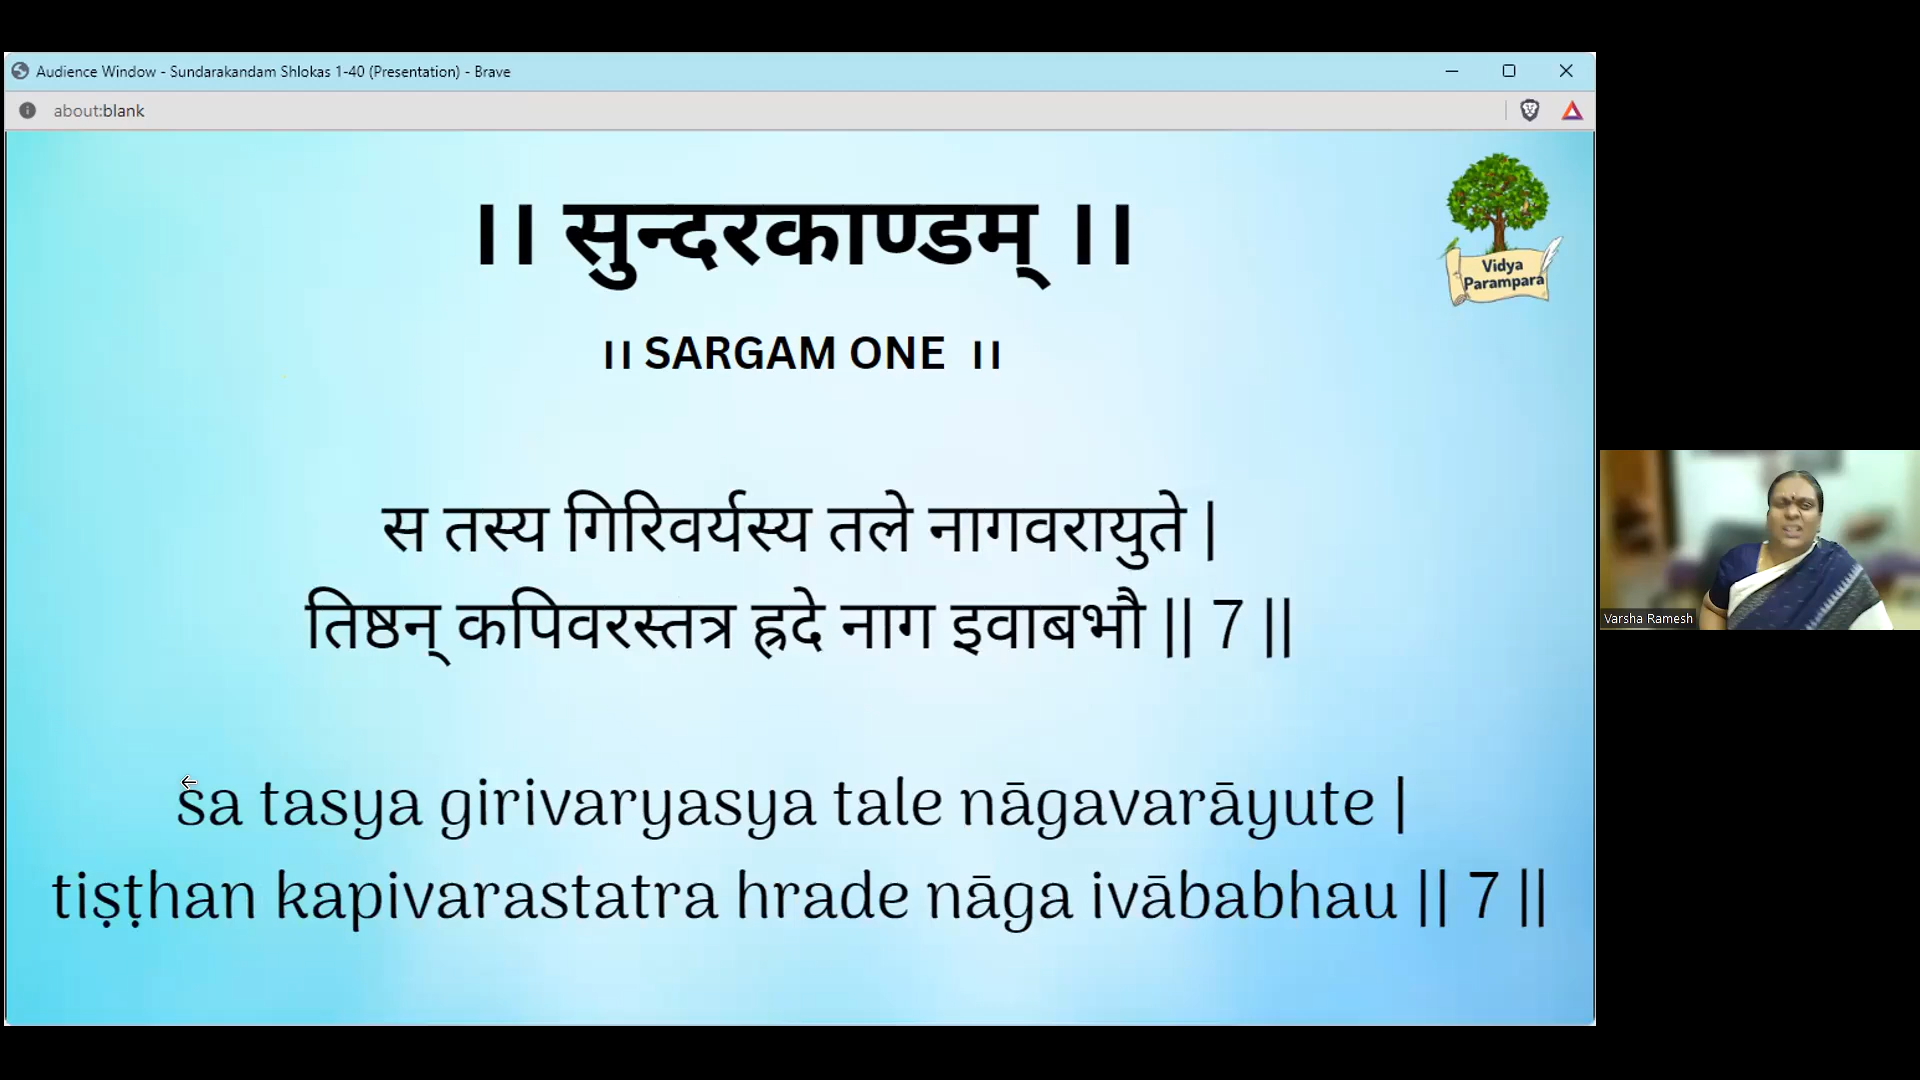 Audience Window - Sundarakandam Shlokas 1-40 (Presentation) - Brave
about:blank
।। सुन्दरकाण्डम् ।।
Vidya
Parampara
।। SARGAM ONE ।।
स तस्य गिरिवर्यस्य तले नागवरायुते |
तिष्ठन् कपिवरस्तत्र ह्रदे नाग इवाबभौ || 7 ||
sa tasya girivaryasya tale nāgavarāyute |
tiṣṭhan kapivarastatra hrade nāga ivābabhau || 7 ||
Varsha Ramesh